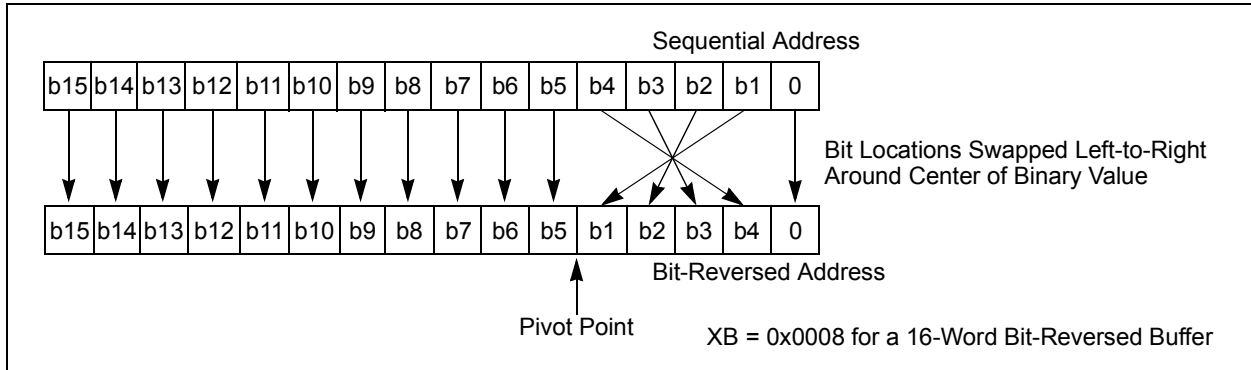 Sequential Address
b15 b14 b13 b12 b11 b10 b9 b8 b7 b6 b5 b4 b3 b2 b1 0
Bit Locations Swapped Left-to-Right
Around Center of Binary Value
b15 b14 b13 b12 b11 b10 b9 b8 b7 b6 b5 b1 b2 b3 b4 0
Bit-Reversed Address
Pivot Point
XB = 0x0008 for a 16-Word Bit-Reversed Buffer